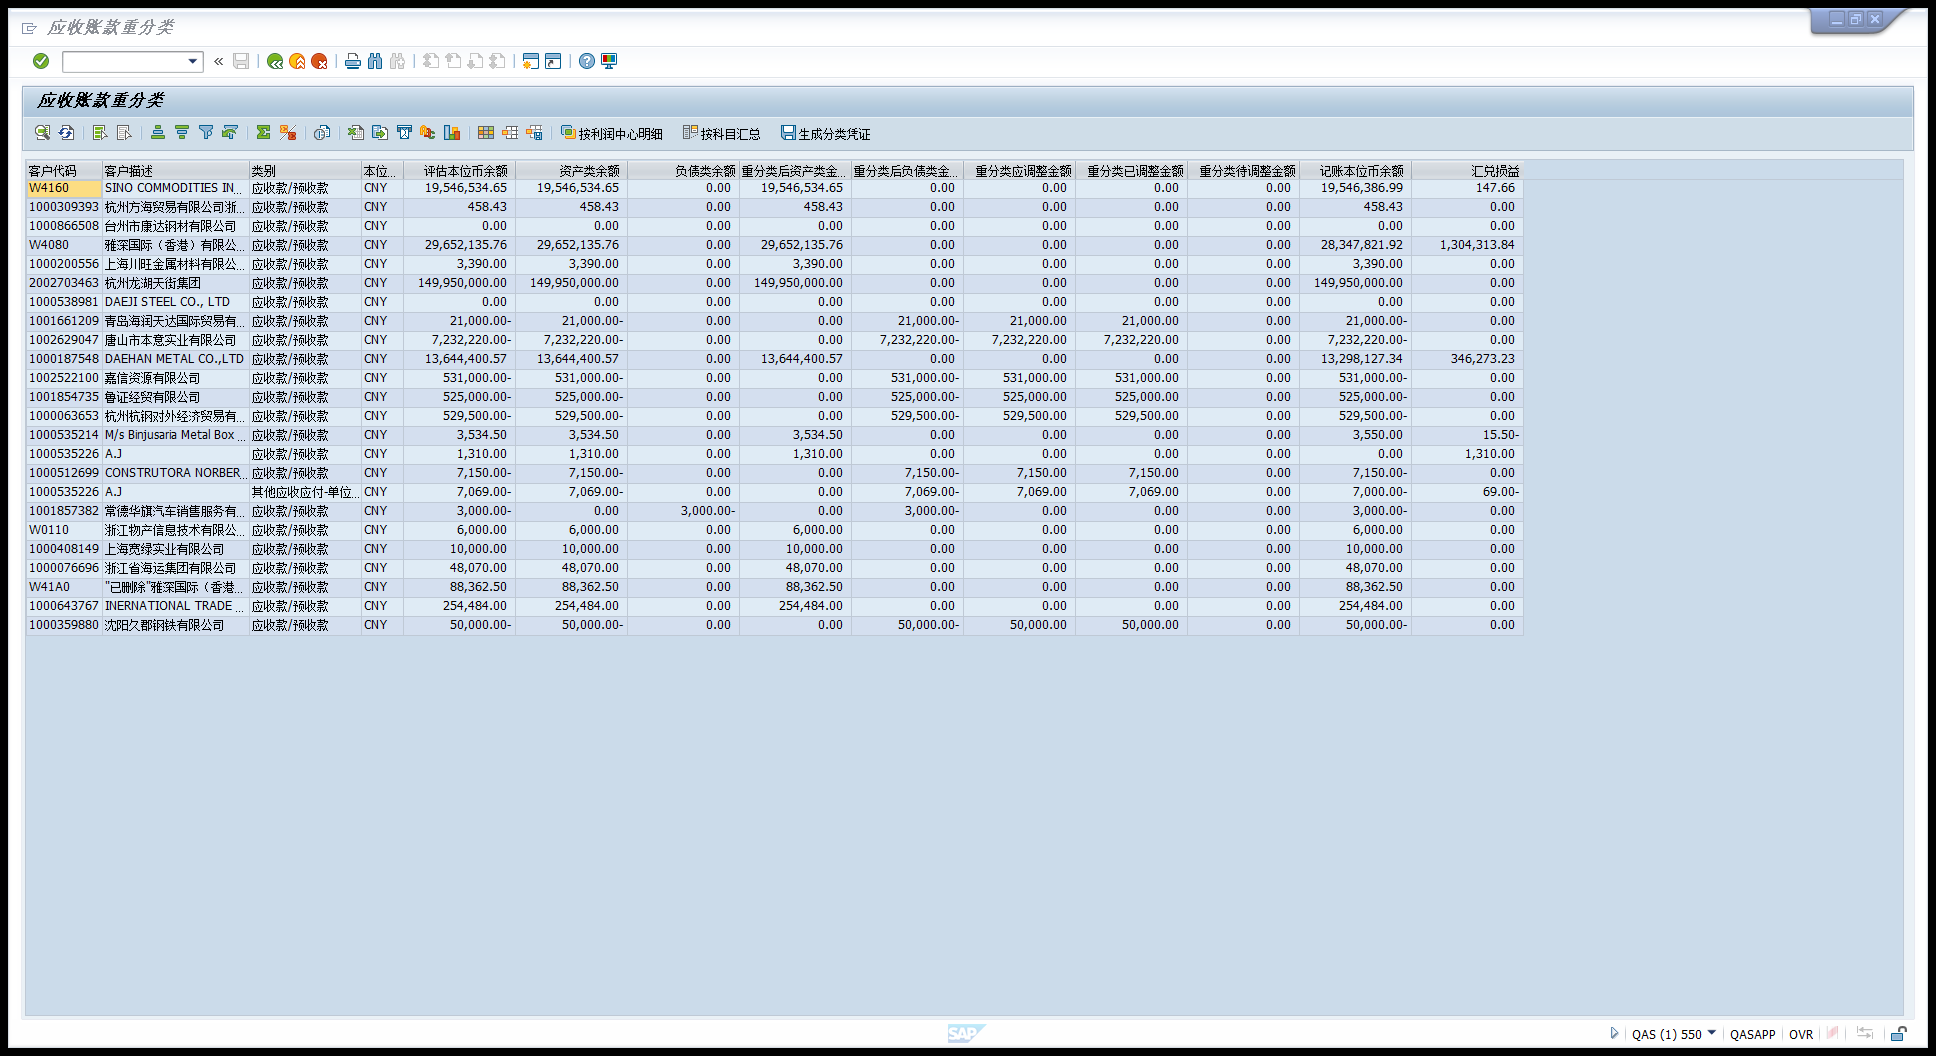 应收账款重分类
应收账款重分类
按利润中心明细 按科目汇总 生成分类凭证
客户代码 客户描述 类别 本位... 评估本位币余额 资产类余额 负债类余额 重分类后资产类金... 重分类后负债类金... 重分类应调整金额 重分类已调整金额 重分类待调整金额 记账本位币余额 汇兑损益
W4160 SINO COMMODITIES IN... 应收款/预收款 CNY 19,546,534.65 19,546,534.65 0.00 19,546,534.65 0.00 0.00 0.00 0.00 19,546,386.99 147.66
1000309393 杭州方海贸易有限公司浙... 应收款/预收款 CNY 458.43 458.43 0.00 458.43 0.00 0.00 0.00 0.00 458.43 0.00
1000866508 台州市康达钢材有限公司 应收款/预收款 CNY 0.00 0.00 0.00 0.00 0.00 0.00 0.00 0.00 0.00 0.00
W4080 雅深国际（香港）有限公... 应收款/预收款 CNY 29,652,135.76 29,652,135.76 0.00 29,652,135.76 0.00 0.00 0.00 0.00 28,347,821.92 1,304,313.84
1000200556 上海川旺金属材料有限公... 应收款/预收款 CNY 3,390.00 3,390.00 0.00 3,390.00 0.00 0.00 0.00 0.00 3,390.00 0.00
2002703463 杭州龙湖天街集团 应收款/预收款 CNY 149,950,000.00 149,950,000.00 0.00 149,950,000.00 0.00 0.00 0.00 0.00 149,950,000.00 0.00
1000538981 DAEJI STEEL CO., LTD 应收款/预收款 CNY 0.00 0.00 0.00 0.00 0.00 0.00 0.00 0.00 0.00 0.00
1001661209 青岛海润天达国际贸易有... 应收款/预收款 CNY 21,000.00- 21,000.00- 0.00 0.00 21,000.00- 21,000.00 21,000.00 0.00 21,000.00- 0.00
1002629047 唐山市本意实业有限公司 应收款/预收款 CNY 7,232,220.00- 7,232,220.00- 0.00 0.00 7,232,220.00- 7,232,220.00 7,232,220.00 0.00 7,232,220.00- 0.00
1000187548 DAEHAN METAL CO.,LTD 应收款/预收款 CNY 13,644,400.57 13,644,400.57 0.00 13,644,400.57 0.00 0.00 0.00 0.00 13,298,127.34 346,273.23
1002522100 嘉信资源有限公司 应收款/预收款 CNY 531,000.00- 531,000.00- 0.00 0.00 531,000.00- 531,000.00 531,000.00 0.00 531,000.00- 0.00
1001854735 鲁证经贸有限公司 应收款/预收款 CNY 525,000.00- 525,000.00- 0.00 0.00 525,000.00- 525,000.00 525,000.00 0.00 525,000.00- 0.00
1000063653 杭州杭钢对外经济贸易有... 应收款/预收款 CNY 529,500.00- 529,500.00- 0.00 0.00 529,500.00- 529,500.00 529,500.00 0.00 529,500.00- 0.00
1000535214 M/s Binjusaria Metal Box ... 应收款/预收款 CNY 3,534.50 3,534.50 0.00 3,534.50 0.00 0.00 0.00 0.00 3,550.00 15.50-
1000535226 A.J 应收款/预收款 CNY 1,310.00 1,310.00 0.00 1,310.00 0.00 0.00 0.00 0.00 0.00 1,310.00
1000512699 CONSTRUTORA NORBER... 应收款/预收款 CNY 7,150.00- 7,150.00- 0.00 0.00 7,150.00- 7,150.00 7,150.00 0.00 7,150.00- 0.00
1000535226 A.J 其他应收应付-单位... CNY 7,069.00- 7,069.00- 0.00 0.00 7,069.00- 7,069.00 7,069.00 0.00 7,000.00- 69.00-
1001857382 常德华旗汽车销售服务有... 应收款/预收款 CNY 3,000.00- 0.00 3,000.00- 0.00 3,000.00- 0.00 0.00 0.00 3,000.00- 0.00
W0110 浙江物产信息技术有限公... 应收款/预收款 CNY 6,000.00 6,000.00 0.00 6,000.00 0.00 0.00 0.00 0.00 6,000.00 0.00
1000408149 上海宽绿实业有限公司 应收款/预收款 CNY 10,000.00 10,000.00 0.00 10,000.00 0.00 0.00 0.00 0.00 10,000.00 0.00
1000076696 浙江省海运集团有限公司 应收款/预收款 CNY 48,070.00 48,070.00 0.00 48,070.00 0.00 0.00 0.00 0.00 48,070.00 0.00
W41A0 "已删除"雅深国际（香港... 应收款/预收款 CNY 88,362.50 88,362.50 0.00 88,362.50 0.00 0.00 0.00 0.00 88,362.50 0.00
1000643767 INERNATIONAL TRADE ... 应收款/预收款 CNY 254,484.00 254,484.00 0.00 254,484.00 0.00 0.00 0.00 0.00 254,484.00 0.00
1000359880 沈阳久郡钢铁有限公司 应收款/预收款 CNY 50,000.00- 50,000.00- 0.00 0.00 50,000.00- 50,000.00 50,000.00 0.00 50,000.00- 0.00
SAP QAS (1) 550 QASAPP OVR